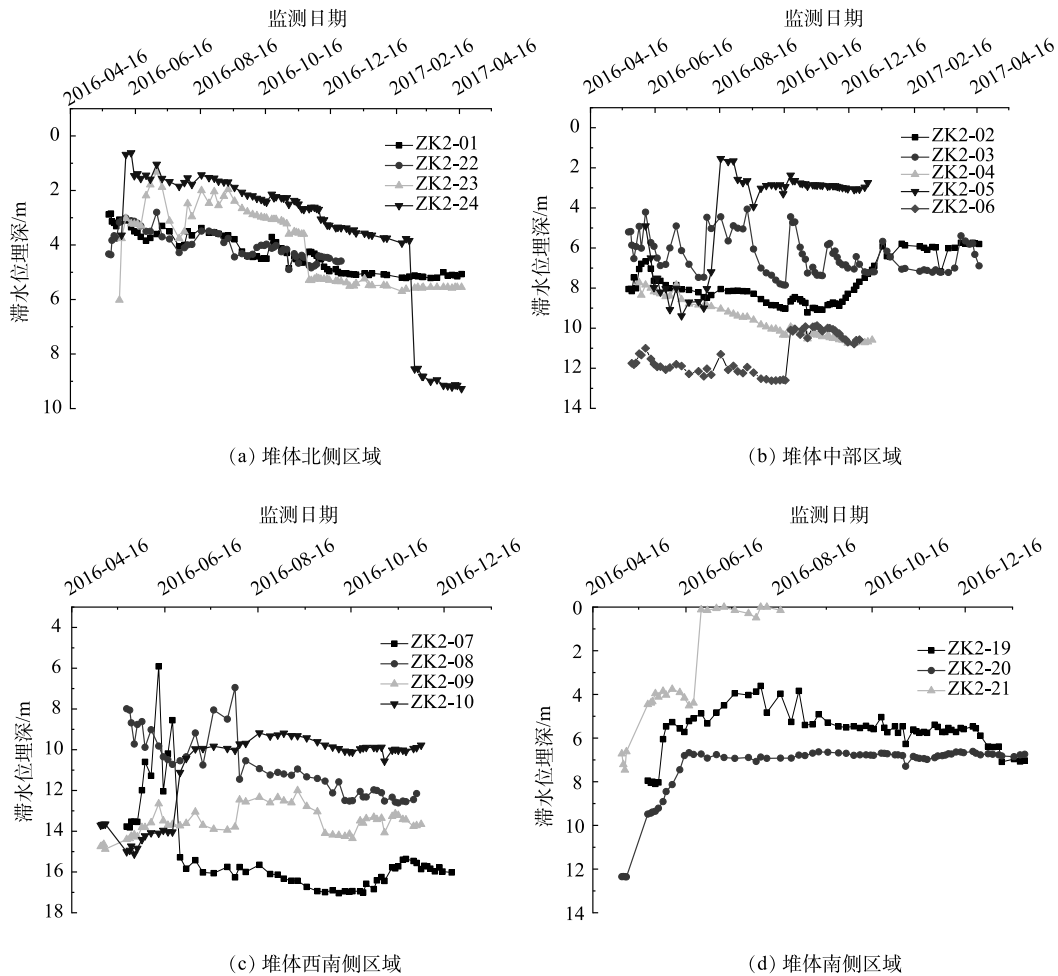 监测日期
2016-04-16
2016-06-16
2016-08-16
2016-10-16
2016-12-16
2017-02-16
2017-04-16
0
2
4
6
8
10
滞水位埋深/m
ZK2-01
ZK2-22
ZK2-23
ZK2-24
(a) 堆体北侧区域
监测日期
2016-04-16
2016-06-16
2016-08-16
2016-10-16
2016-12-16
2017-02-16
2017-04-16
0
2
4
6
8
10
12
14
滞水位埋深/m
ZK2-02
ZK2-03
ZK2-04
ZK2-05
ZK2-06
(b) 堆体中部区域
监测日期
2016-04-16
2016-06-16
2016-08-16
2016-10-16
2016-12-16
4
6
8
10
12
14
16
18
滞水位埋深/m
ZK2-07
ZK2-08
ZK2-09
ZK2-10
(c) 堆体西南侧区域
监测日期
2016-04-16
2016-06-16
2016-08-16
2016-10-16
2016-12-16
0
2
4
6
8
10
12
14
滞水位埋深/m
ZK2-19
ZK2-20
ZK2-21
(d) 堆体南侧区域